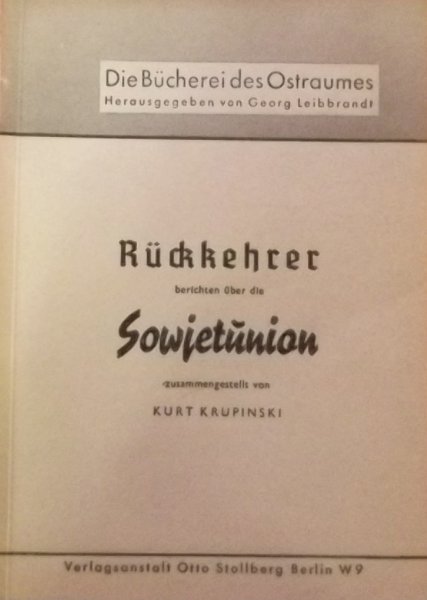 Die Bücherei des Ostraumes
Herausgegeben von Georg Leibbrandt
Rückkehrer
berichten über die
Sowjetunion
zusammengestellt von
KURT KRUPINSKI
Verlagsanstalt Otto Stollberg Berlin W 9